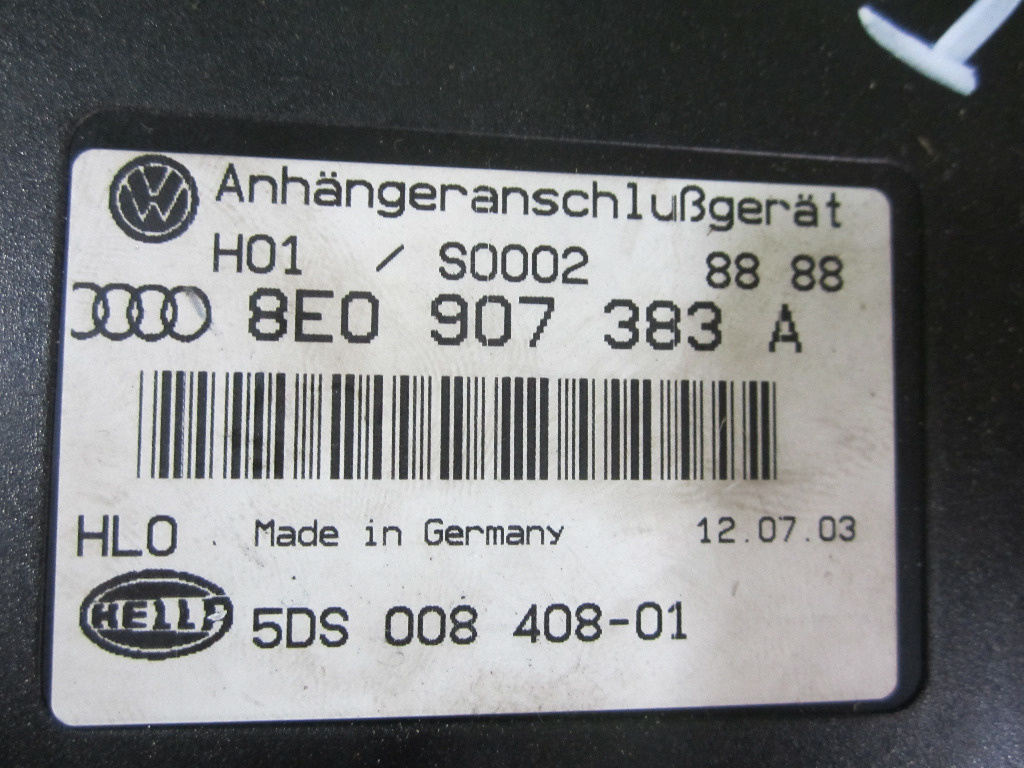 Anhängeranschlußgerät
H01 / S0002 88 88
8E0 907 383 A
HLO Made in Germany 12.07.03
HELLA 5DS 008 408-01